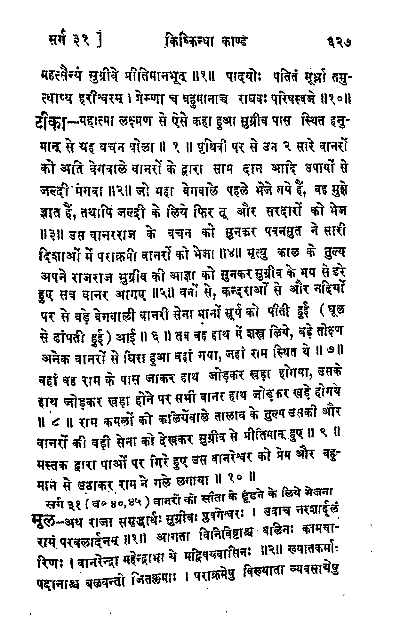 सर्ग ३१ ] किष्किन्धा काण्ड ६२७
महत्सैन्यं सुग्रीवे प्रीतिमानभूत् ॥९॥ पादयोः पतितं मूर्ध्ना तमु-
त्थाप्य हरीश्वरम् । प्रेम्णा च बहुमानाच्च राघवः परिषस्वजे ॥१०॥
टीका—महात्मा लक्ष्मण से ऐसे कहा हुआ सुग्रीव पास स्थित हनु-
मान् से यह वचन बोला ॥ १ ॥ पृथिवी पर से उन २ सारे वानरों
को अति वेगवाले वानरों के द्वारा साम दान आदि उपायों से
जल्दी मंगवा ॥२॥ जो महा वेगवाले पहले भेजे गये हैं, वह मुझे
ज्ञात हैं, तथापि जल्दी के लिये फिर तू और सरदारों को भेज
॥३॥ उस वानरराज के वचन को सुनकर पवनसुत ने सारी
दिशाओं में पराक्रमी वानरों को भेजा ॥४॥ मृत्यु काल के तुल्य
अपने राजराज सुग्रीव की आज्ञा को सुनकर सुग्रीव के भय से डरे
हुए सब वानर आगए ॥५॥ वनों से, कन्दराओं से और नदियों
पर से बड़े वेगवाली वानरी सेना मानों सूर्य को पीती हुई (धूल
से ढांपती हुई) आई ॥ ६ ॥ तब वह हाथ में शस्त्र लिये, बड़े तीक्ष्ण
अनेक वानरों से घिरा हुआ वहां गया, जहां राम स्थित थे ॥ ७॥
वहां वह राम के पास जाकर हाथ जोड़कर खड़ा होगया, उसके
हाथ जोड़कर खड़ा होने पर सभी वानर हाथ जोड़कर खड़े होगये
॥ ८ ॥ राम कमलों की कलियोंवाले तालाव के तुल्य उसकी और
वानरों की बड़ी सेना को देखकर सुग्रीव से प्रीतिमान् हुए ॥ ९ ॥
मस्तक द्वारा पाओं पर गिरे हुए उस वानरेश्वर को प्रेम और बहु-
मान से उठाकर राम ने गले लगाया ॥ १० ॥
सर्ग ३१ (व० ४०,४५) वानरों को सीता के ढूंढने के लिये भेजना
मूल—अथ राजा समृद्धार्थः सुग्रीवः प्लवगेश्वरः । उवाच नरशार्दूलं
रामं परबलार्दनम् ॥१॥ आगता विनिविष्टाश्च बलिनः कामचा-
रिणः । वानरेन्द्रा महेन्द्राभा ये मद्विषयवासिनः ॥२॥ ख्यातकर्मा-
पदानाश्च बलवन्तो जितक्लमाः । पराक्रमेषु विख्याता व्यवसायेषु